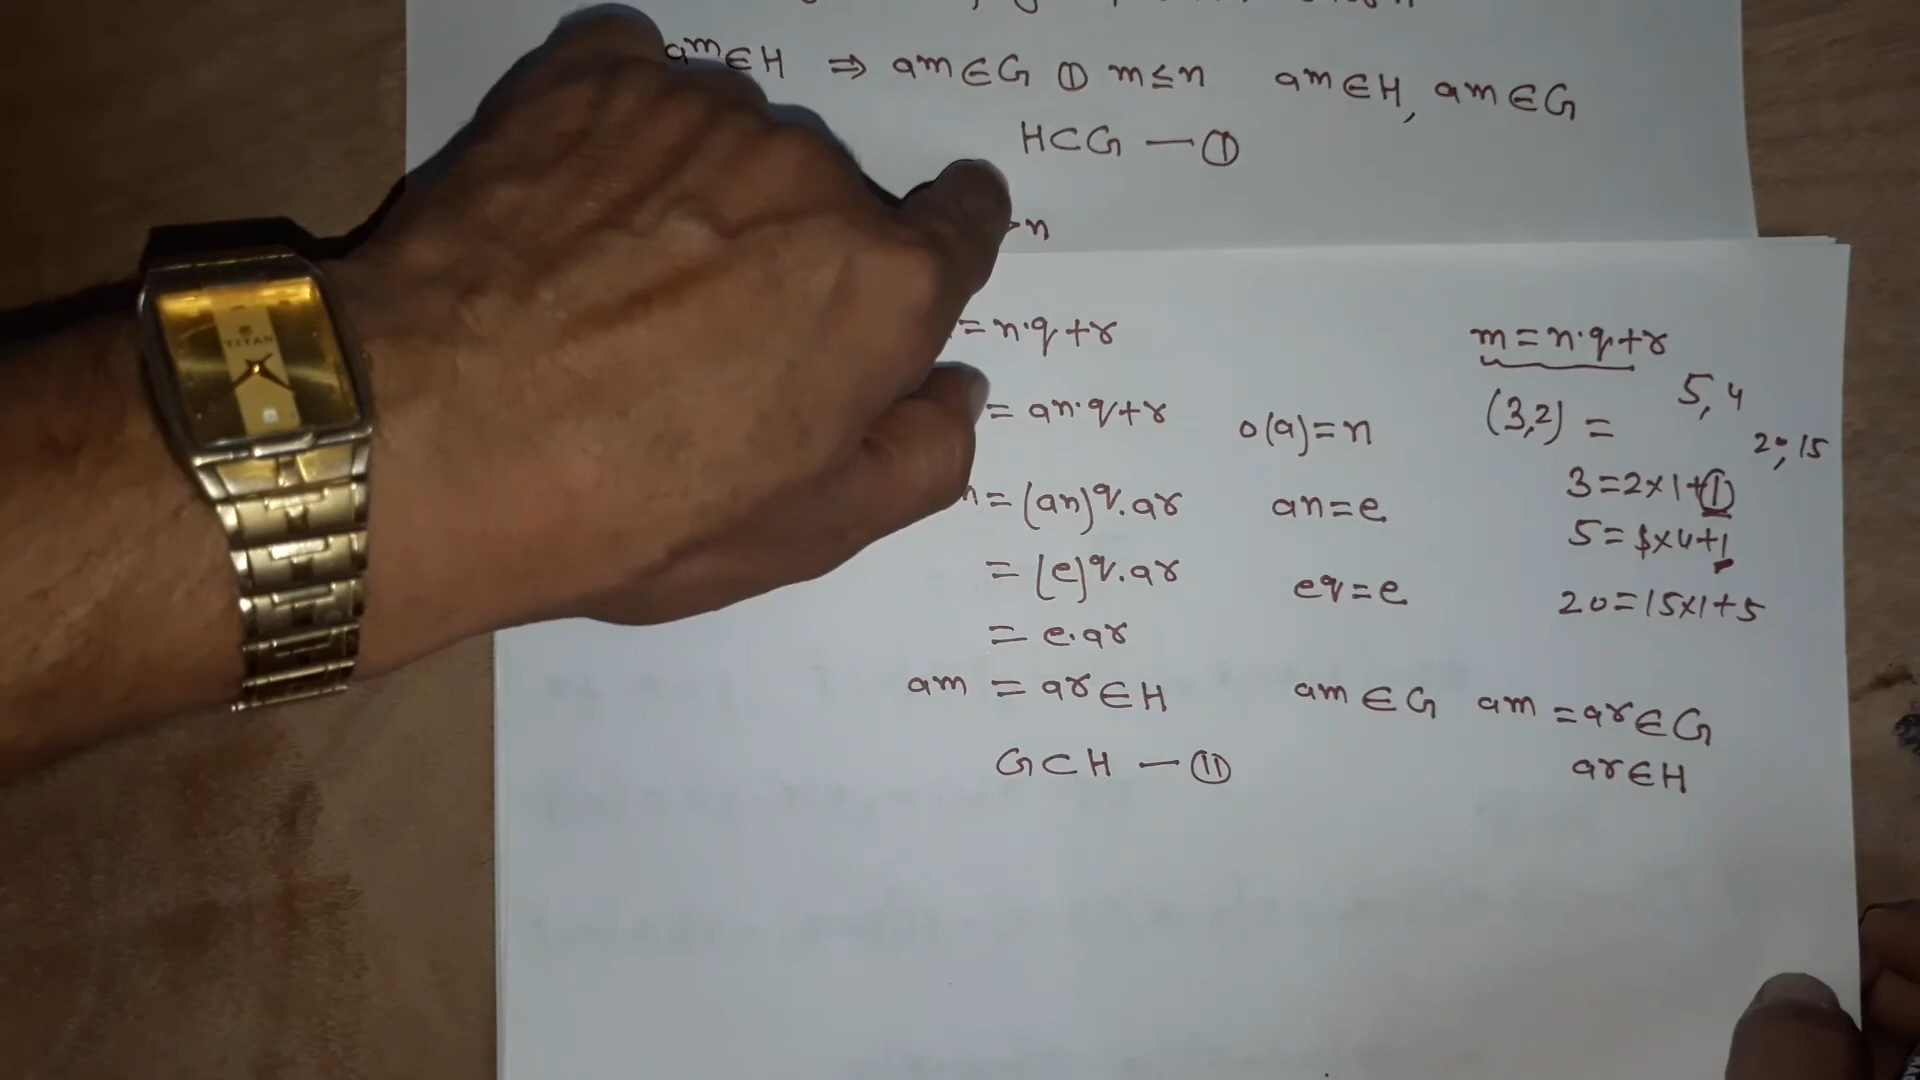 am∈H ⇒ am∈G ① m≤n am∈H, am∈G
H⊂G — ①
>n
= n·q+r
= an·q+r
= (an)q.ar
= (e)q.ar
= e.ar
am = ar∈H
G⊂H — ⑪
o(a)=n
an=e
eq=e
am∈G am=ar∈G
ar∈H
m=n·q+r
5,4
(3,2) =
20,15
3=2×1+①
5=×4+1
20=15×1+5
TITAN